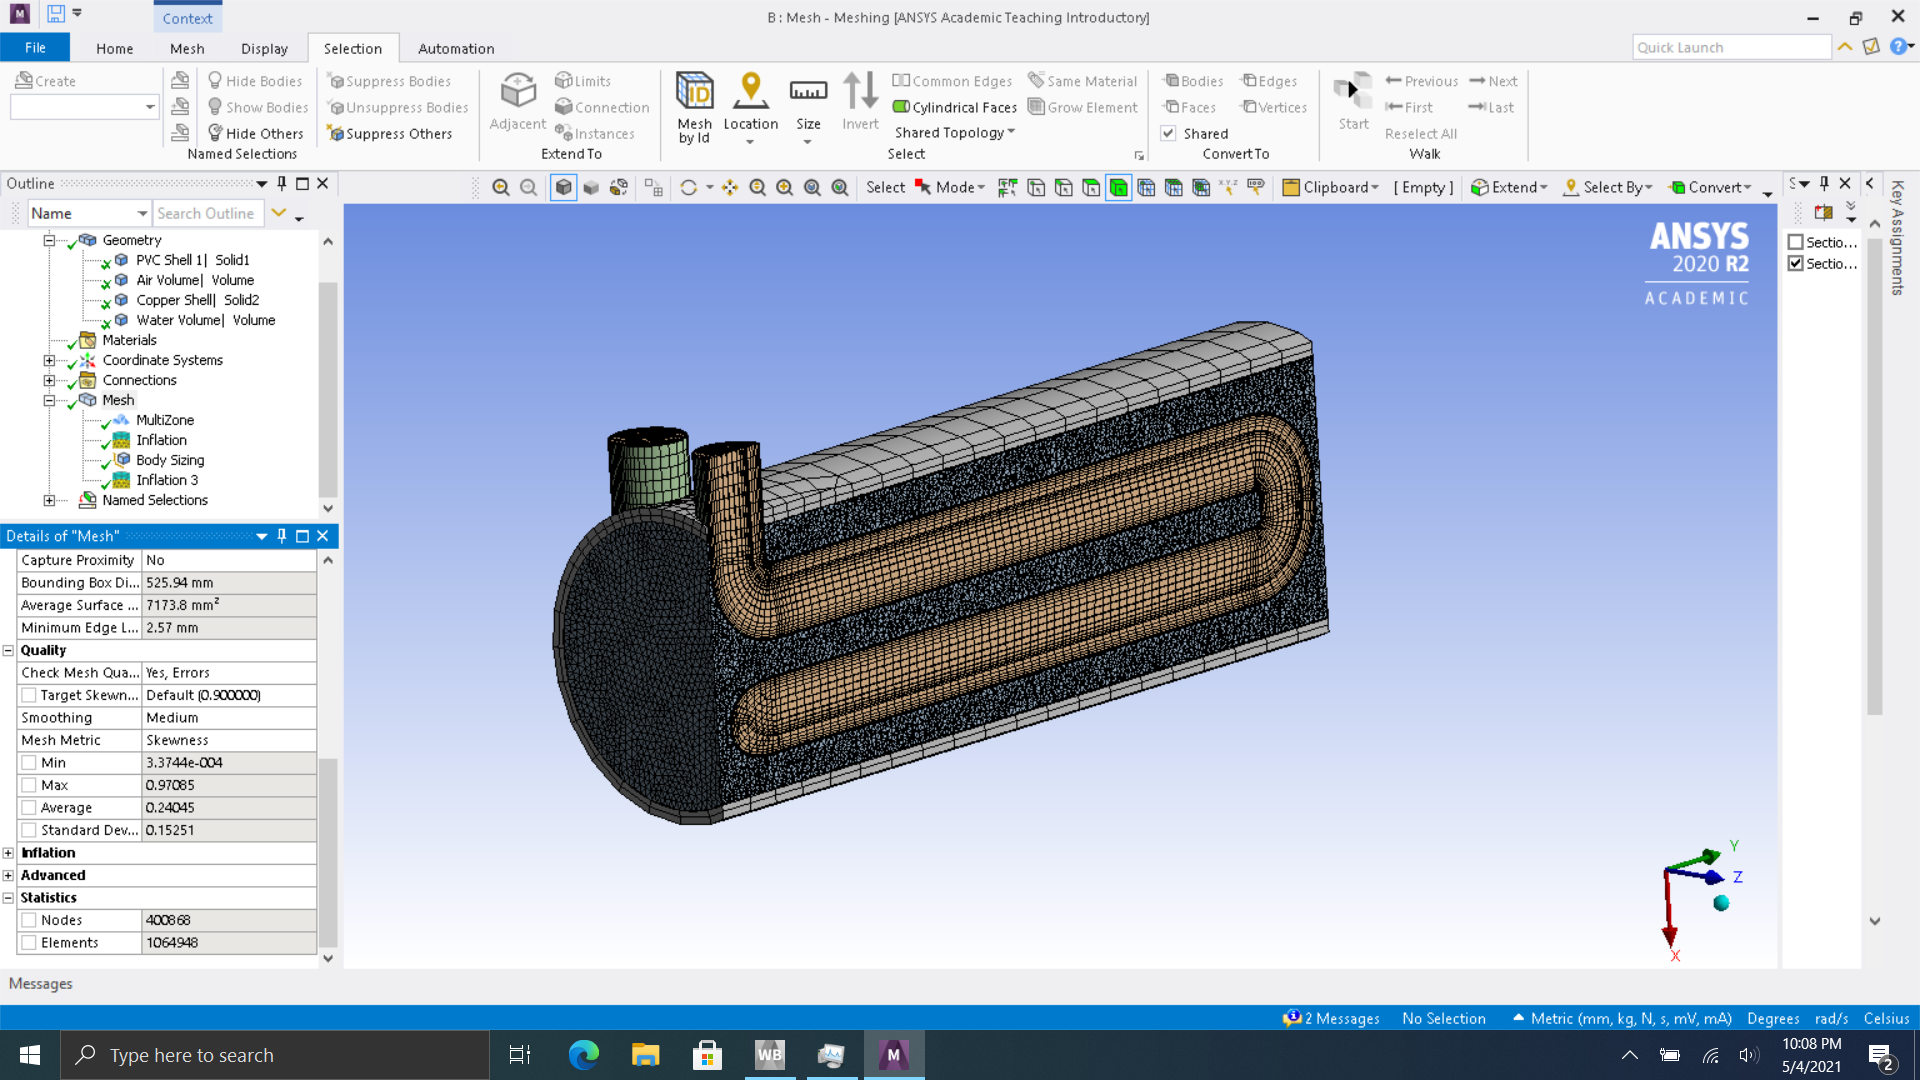 Context
B : Mesh - Meshing [ANSYS Academic Teaching Introductory]
File Home Mesh Display Selection Automation
Quick Launch
Create
Hide Bodies
Show Bodies
Hide Others
Suppress Bodies
Unsuppress Bodies
Suppress Others
Named Selections
Adjacent
Limits
Connection
Instances
Extend To
Mesh by Id
Location
Size
Invert
Common Edges
Cylindrical Faces
Shared Topology
Same Material
Grow Element
Select
Bodies
Edges
Faces
Vertices
Shared
Convert To
Start
Previous
Next
First
Last
Reselect All
Walk
Outline
Name
Search Outline
Select
Mode
Clipboard
[ Empty ]
Extend
Select By
Convert
S
Key Assignments
Geometry
PVC Shell 1| Solid1
Air Volume| Volume
Copper Shell| Solid2
Water Volume| Volume
Materials
Coordinate Systems
Connections
Mesh
MultiZone
Inflation
Body Sizing
Inflation 3
Named Selections
ANSYS
2020 R2
ACADEMIC
Sectio...
Sectio...
Details of "Mesh"
Capture Proximity No
Bounding Box Di... 525.94 mm
Average Surface ... 7173.8 mm²
Minimum Edge L... 2.57 mm
Quality
Check Mesh Qua... Yes, Errors
Target Skewn... Default (0.900000)
Smoothing Medium
Mesh Metric Skewness
Min 3.3744e-004
Max 0.97085
Average 0.24045
Standard Dev... 0.15251
Inflation
Advanced
Statistics
Nodes 400868
Elements 1064948
Y
Z
X
Messages
2 Messages No Selection Metric (mm, kg, N, s, mV, mA) Degrees rad/s Celsius
Type here to search
WB
M
10:08 PM
5/4/2021
2